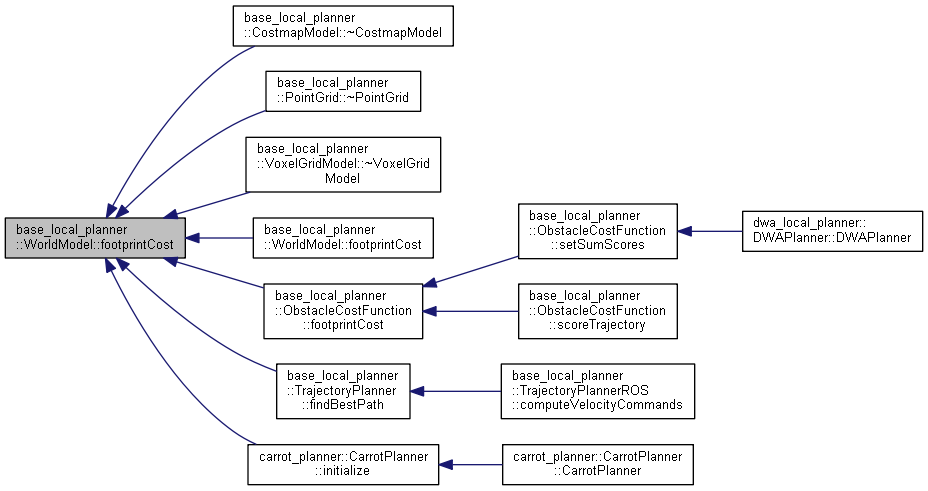 base_local_planner
::CostmapModel::~CostmapModel
base_local_planner
::PointGrid::~PointGrid
base_local_planner
::VoxelGridModel::~VoxelGrid
Model
base_local_planner
::WorldModel::footprintCost
base_local_planner
::WorldModel::footprintCost
base_local_planner
::ObstacleCostFunction
::footprintCost
base_local_planner
::ObstacleCostFunction
::setSumScores
dwa_local_planner::
DWAPlanner::DWAPlanner
base_local_planner
::ObstacleCostFunction
::scoreTrajectory
base_local_planner
::TrajectoryPlanner
::findBestPath
base_local_planner
::TrajectoryPlannerROS
::computeVelocityCommands
carrot_planner::CarrotPlanner
::initialize
carrot_planner::CarrotPlanner
::CarrotPlanner